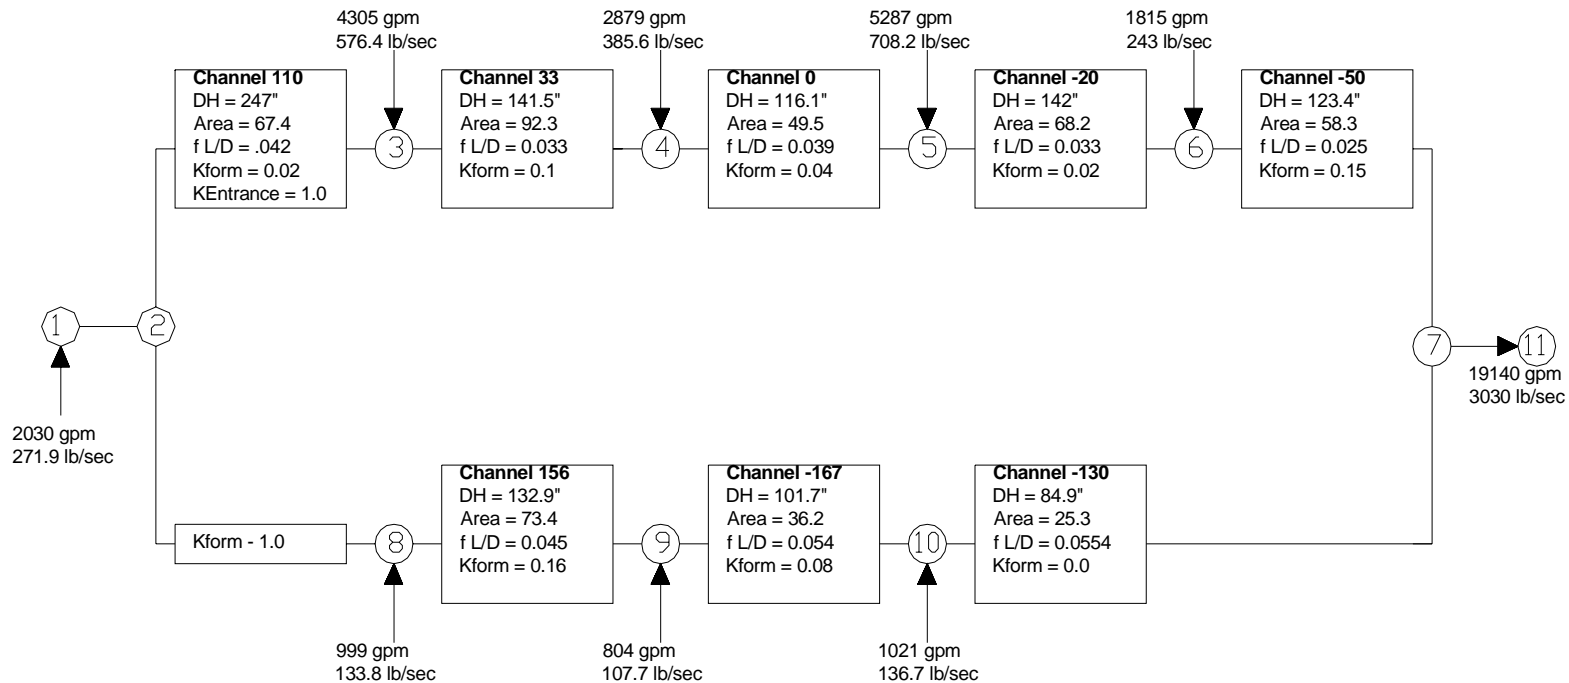 4305 gpm
576.4 lb/sec
2879 gpm
385.6 lb/sec
5287 gpm
708.2 lb/sec
1815 gpm
243 lb/sec
Channel 110
DH = 247"
Area = 67.4
f L/D = .042
Kform = 0.02
KEntrance = 1.0
3
Channel 33
DH = 141.5"
Area = 92.3
f L/D = 0.033
Kform = 0.1
4
Channel 0
DH = 116.1"
Area = 49.5
f L/D = 0.039
Kform = 0.04
5
Channel -20
DH = 142"
Area = 68.2
f L/D = 0.033
Kform = 0.02
6
Channel -50
DH = 123.4"
Area = 58.3
f L/D = 0.025
Kform = 0.15
1
2
7
11
19140 gpm
3030 lb/sec
2030 gpm
271.9 lb/sec
Kform - 1.0
8
Channel 156
DH = 132.9"
Area = 73.4
f L/D = 0.045
Kform = 0.16
9
Channel -167
DH = 101.7"
Area = 36.2
f L/D = 0.054
Kform = 0.08
10
Channel -130
DH = 84.9"
Area = 25.3
f L/D = 0.0554
Kform = 0.0
999 gpm
133.8 lb/sec
804 gpm
107.7 lb/sec
1021 gpm
136.7 lb/sec